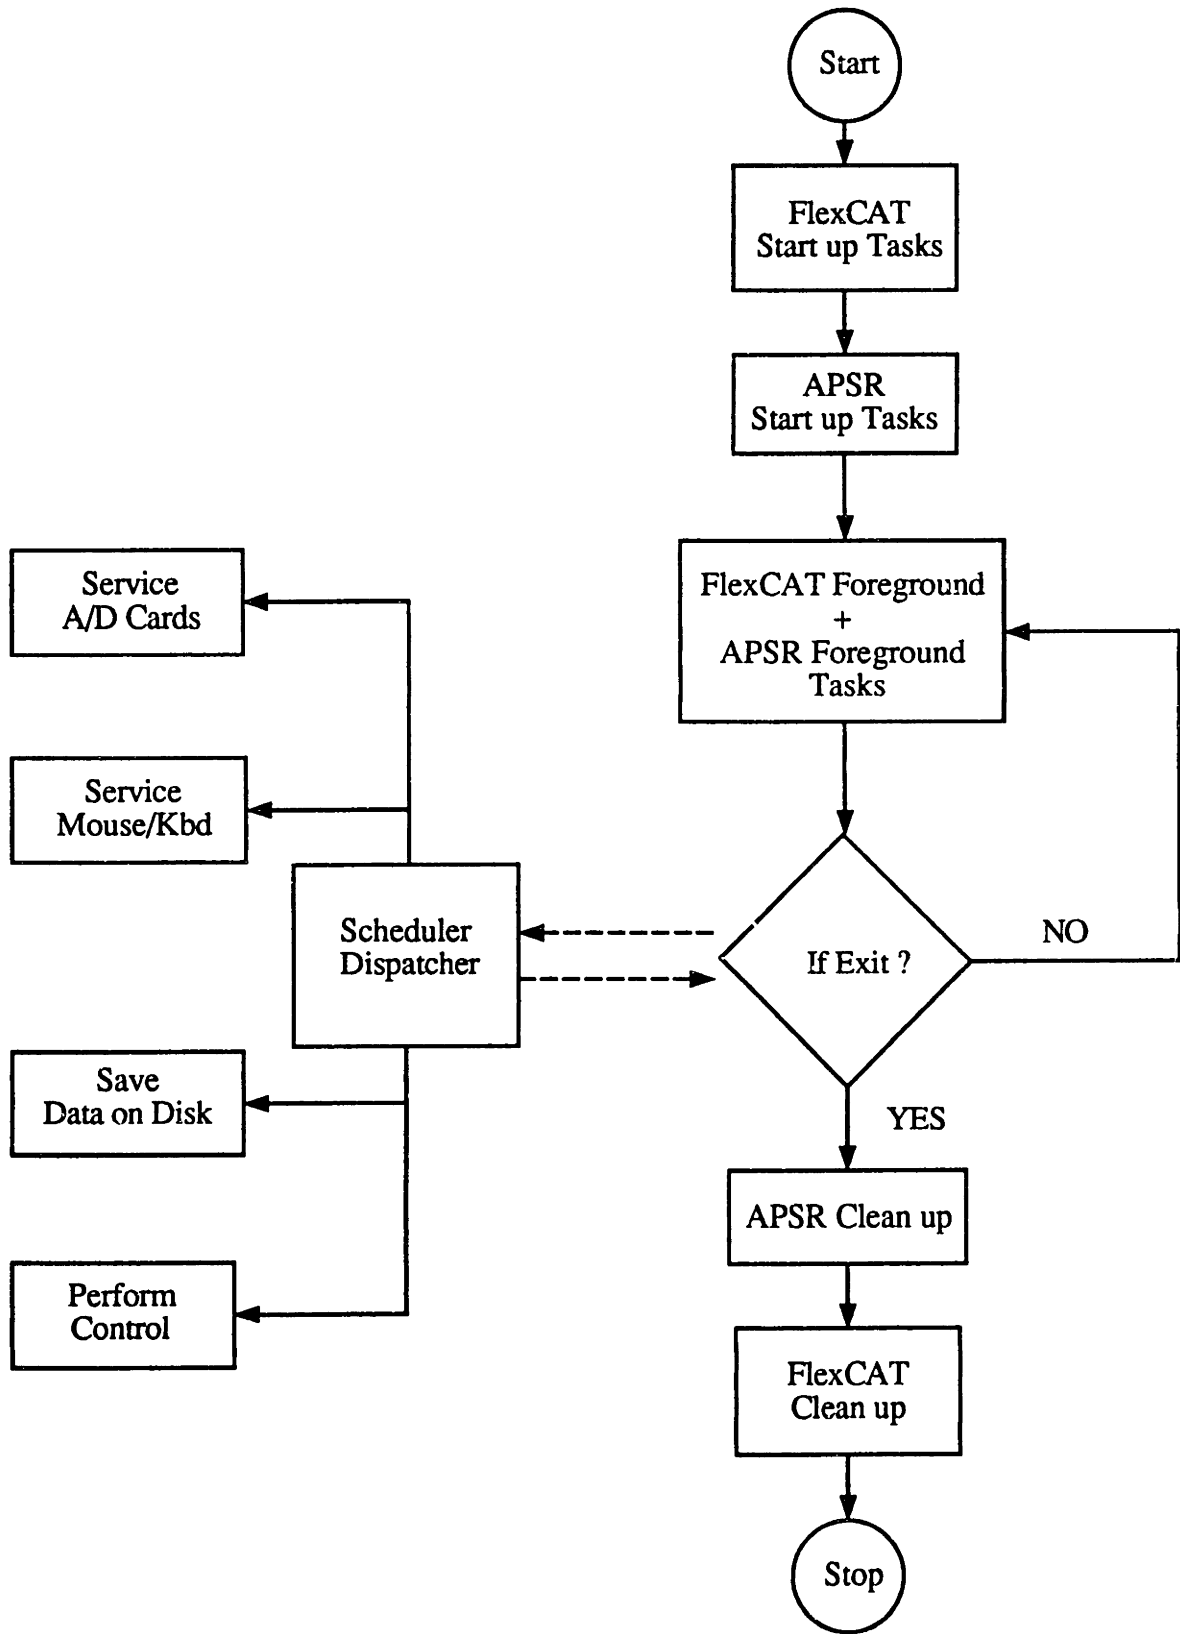 Start
FlexCAT
Start up Tasks
APSR
Start up Tasks
FlexCAT Foreground
+
APSR Foreground
Tasks
Service
A/D Cards
Service
Mouse/Kbd
Scheduler
Dispatcher
If Exit ?
NO
Save
Data on Disk
YES
APSR Clean up
Perform
Control
FlexCAT
Clean up
Stop